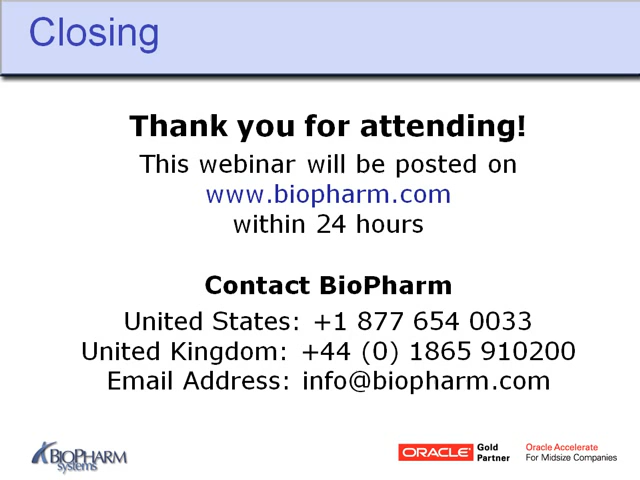 Closing
Thank you for attending!
This webinar will be posted on
www.biopharm.com
within 24 hours
Contact BioPharm
United States: +1 877 654 0033
United Kingdom: +44 (0) 1865 910200
Email Address: info@biopharm.com
BIOPHARM
systems
ORACLE
Gold
Partner
Oracle Accelerate
For Midsize Companies